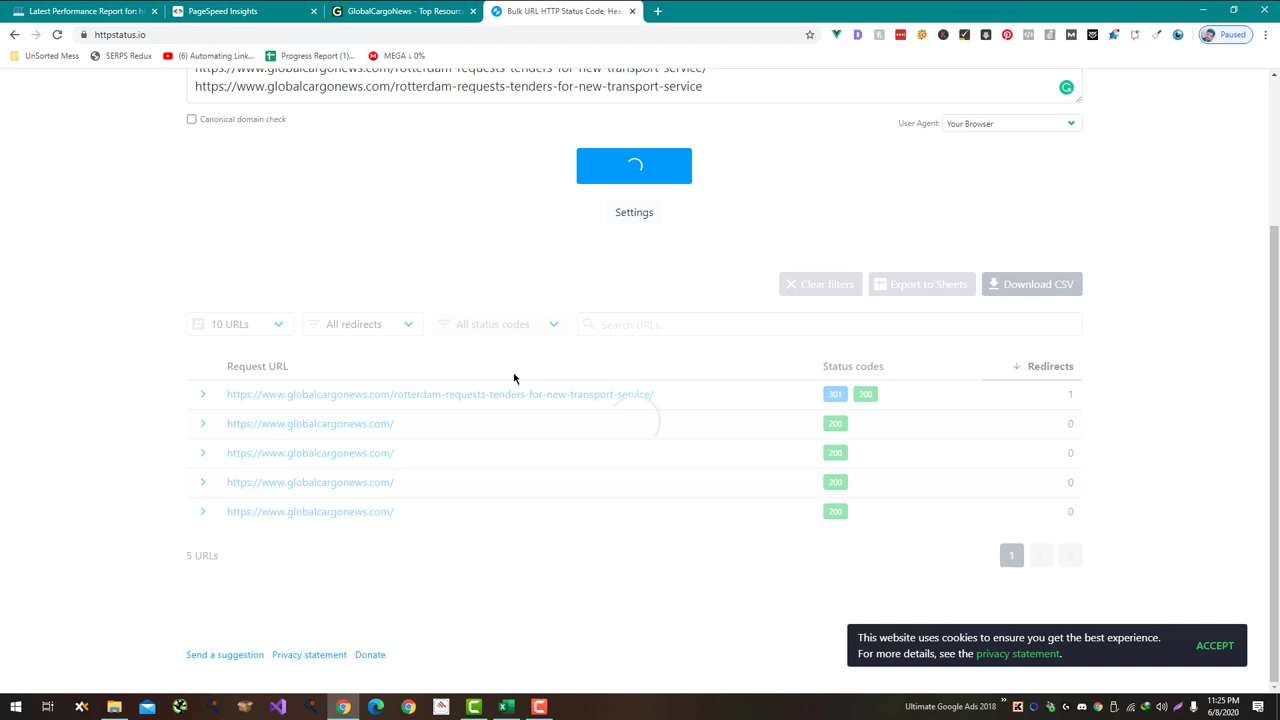 Latest Performance Report for: h
PageSpeed Insights
GlobalCargoNews - Top Resourc
Bulk URL HTTP Status Code, Hea
httpstatus.io
Paused
UnSorted Mess
SERPS Redux
(6) Automating Link...
Progress Report (1)...
MEGA ↓ 0%
https://www.globalcargonews.com/rotterdam-requests-tenders-for-new-transport-service/
https://www.globalcargonews.com/rotterdam-requests-tenders-for-new-transport-service
Canonical domain check
User Agent: Your Browser
Settings
Clear filters
Export to Sheets
Download CSV
10 URLs
All redirects
All status codes
Search URLs...
Request URL Status codes Redirects
https://www.globalcargonews.com/rotterdam-requests-tenders-for-new-transport-service/ 301 200 1
https://www.globalcargonews.com/ 200 0
https://www.globalcargonews.com/ 200 0
https://www.globalcargonews.com/ 200 0
https://www.globalcargonews.com/ 200 0
5 URLs
1
This website uses cookies to ensure you get the best experience.
For more details, see the privacy statement.
ACCEPT
Send a suggestion Privacy statement Donate
Ultimate Google Ads 2018
11:25 PM
6/8/2020